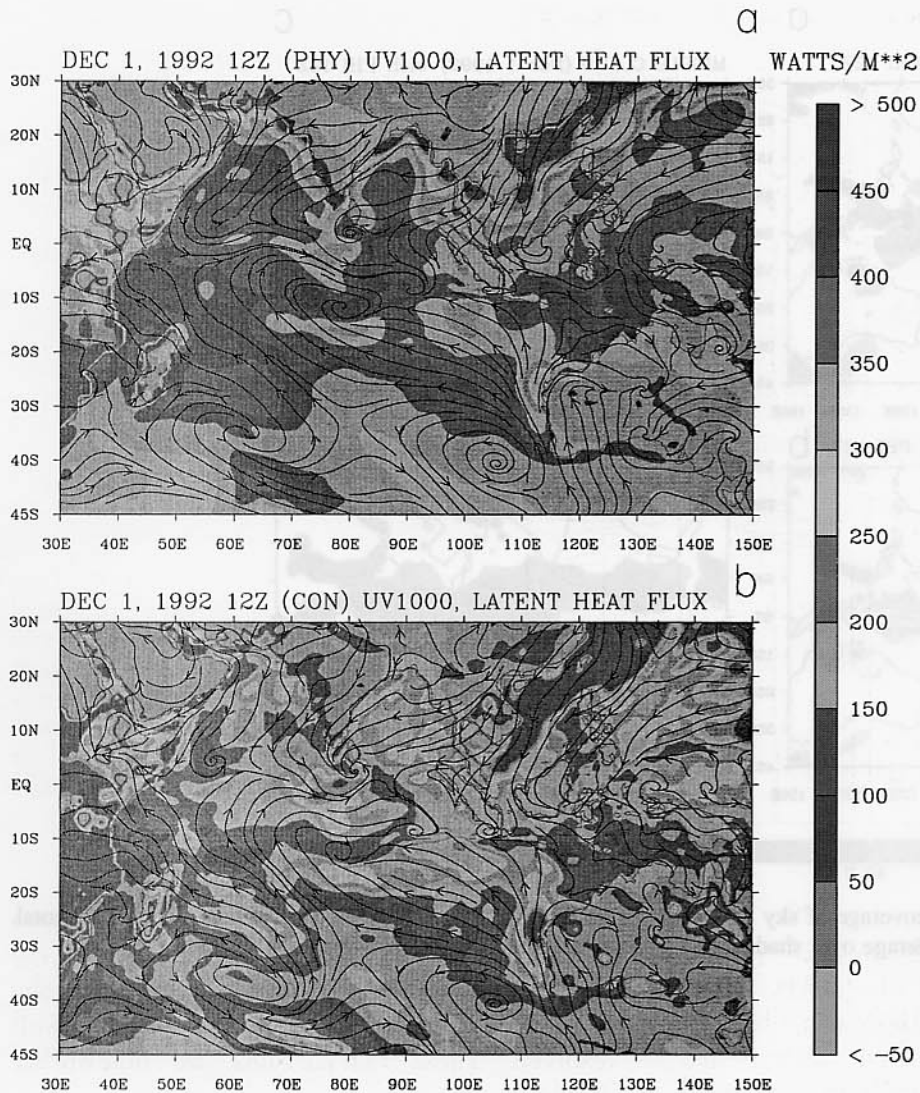 a
DEC 1, 1992 12Z (PHY) UV1000, LATENT HEAT FLUX
WATTS/M**2
30N
20N
10N
EQ
10S
20S
30S
40S
45S
30E 40E 50E 60E 70E 80E 90E 100E 110E 120E 130E 140E 150E
b
DEC 1, 1992 12Z (CON) UV1000, LATENT HEAT FLUX
30N
20N
10N
EQ
10S
20S
30S
40S
45S
30E 40E 50E 60E 70E 80E 90E 100E 110E 120E 130E 140E 150E
> 500
450
400
350
300
250
200
150
100
50
0
< −50